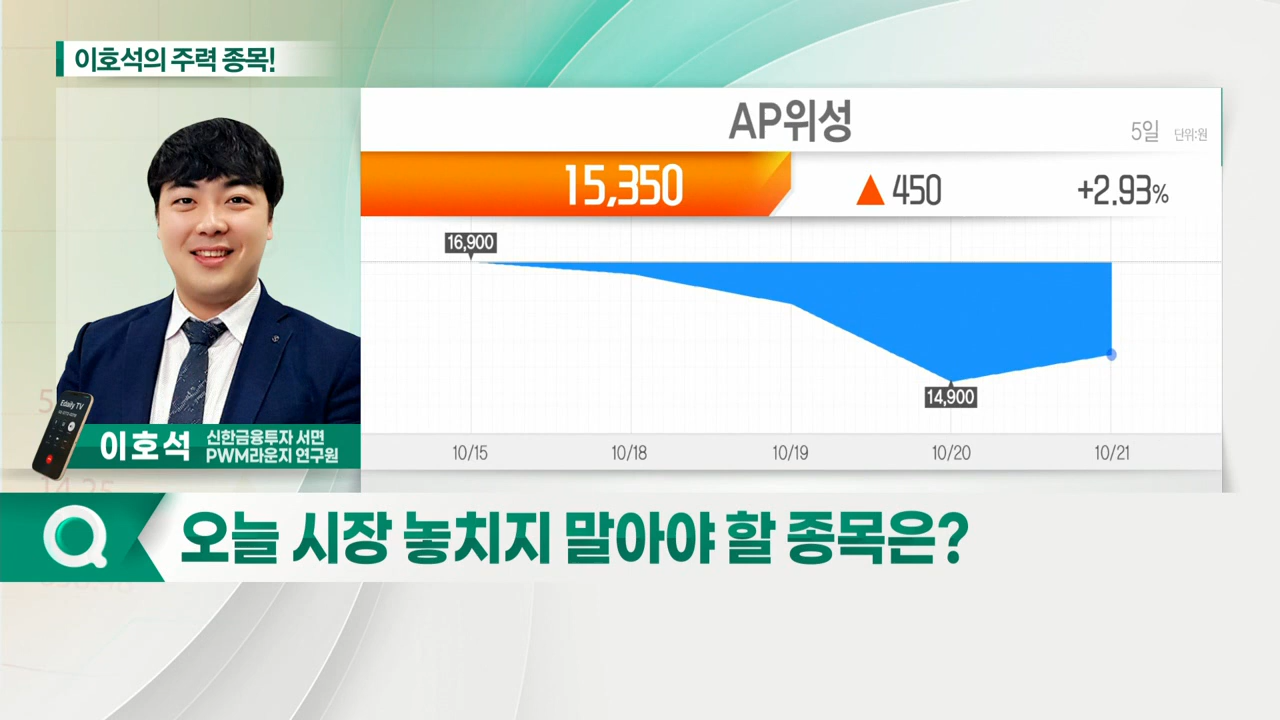 이호석의 주력 종목!
AP위성
5일 단위:원
15,350 ▲ 450 +2.93%
16,900
14,900
10/15 10/18 10/19 10/20 10/21
Edaily TV
이호석
신한금융투자 서면
PWM라운지 연구원
Q 오늘 시장 놓치지 말아야 할 종목은?